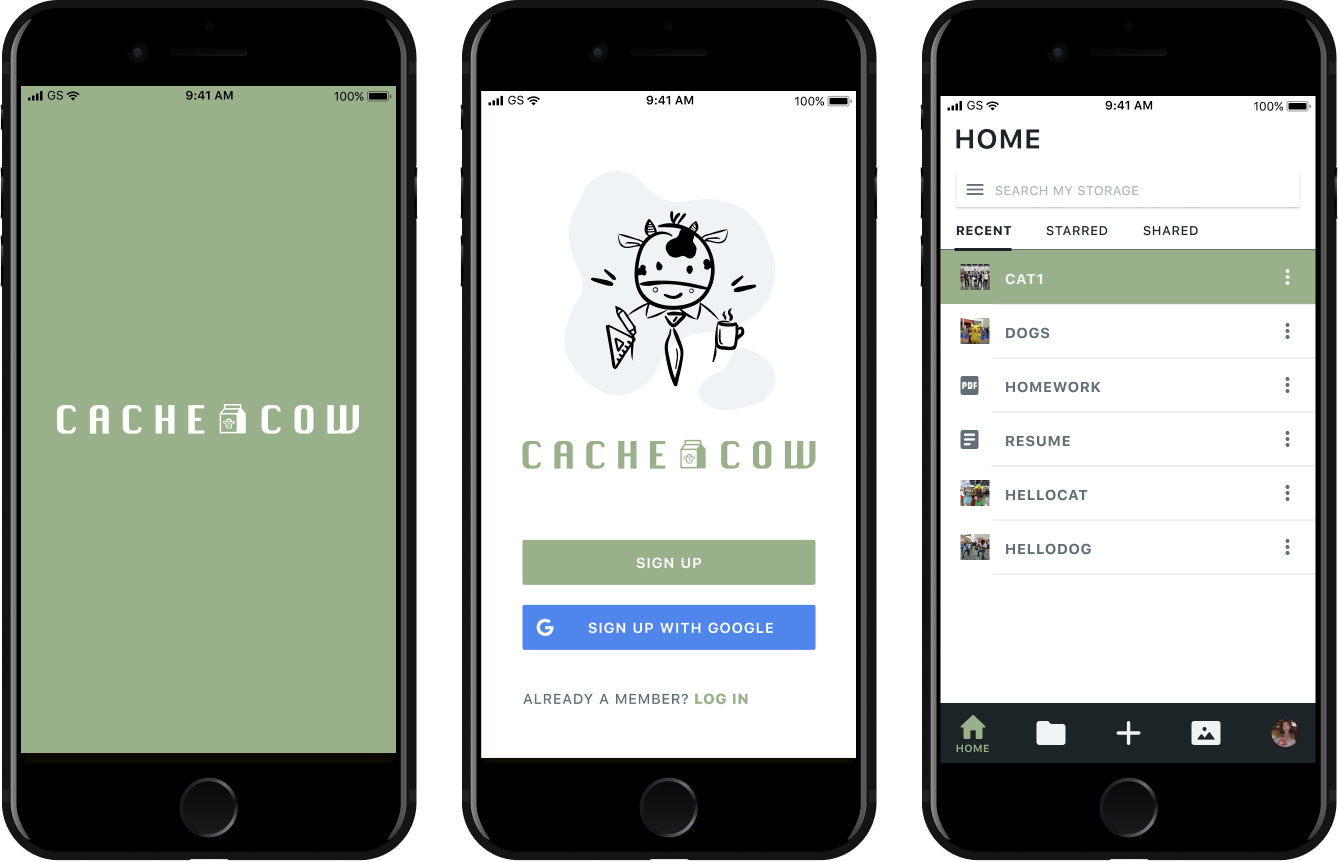 GS 9:41 AM 100%
CACHE COW
GS 9:41 AM 100%
CACHE COW
SIGN UP
G SIGN UP WITH GOOGLE
ALREADY A MEMBER? LOG IN
GS 9:41 AM 100%
HOME
SEARCH MY STORAGE
RECENT STARRED SHARED
CAT1
DOGS
PDF HOMEWORK
RESUME
HELLOCAT
HELLODOG
HOME